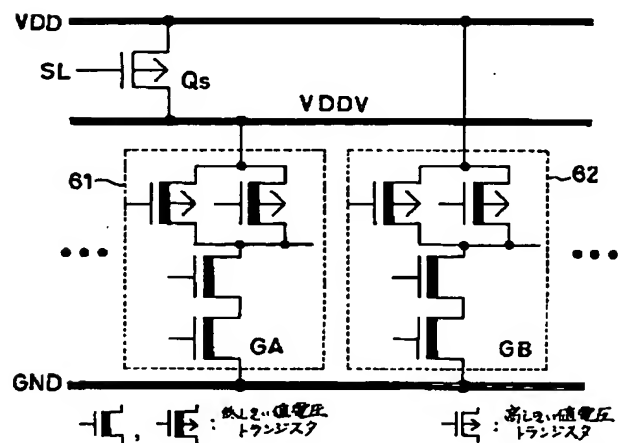 VDD
SL
Qs
VDDV
61
62
GA
GB
GND
, : 低しきい値電圧
トランジスタ
: 高しきい値電圧
トランジスタ